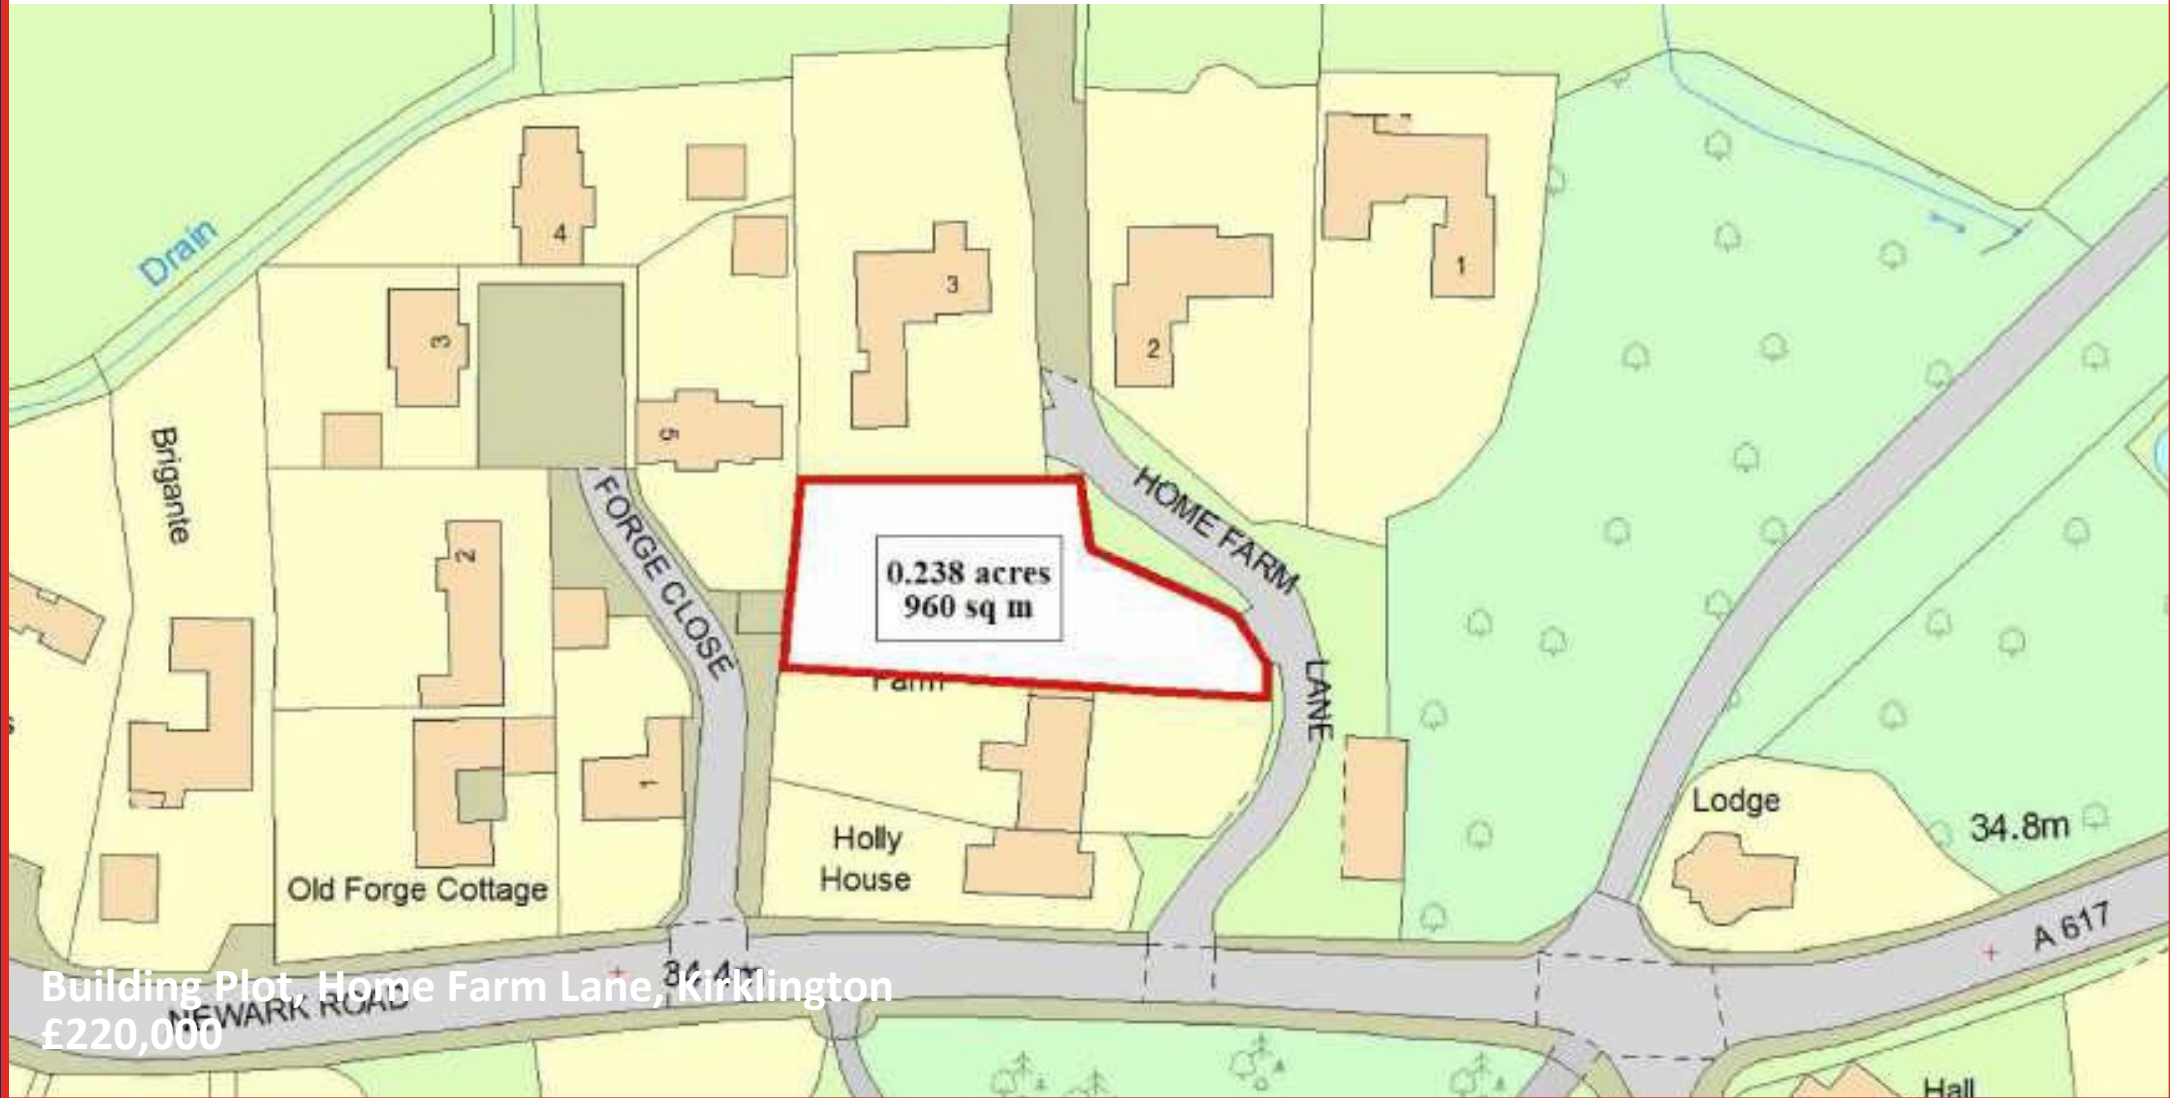 4
Drain
3
1
3
2
5
Brigante
HOME FARM
FORGE CLOSE
2
0.238 acres
960 sq m
LANE
Farm
1
Lodge
34.8m
Holly
House
Old Forge Cottage
A 617
34.4m
NEWARK ROAD
Building Plot, Home Farm Lane, Kirklington
£220,000
Hall